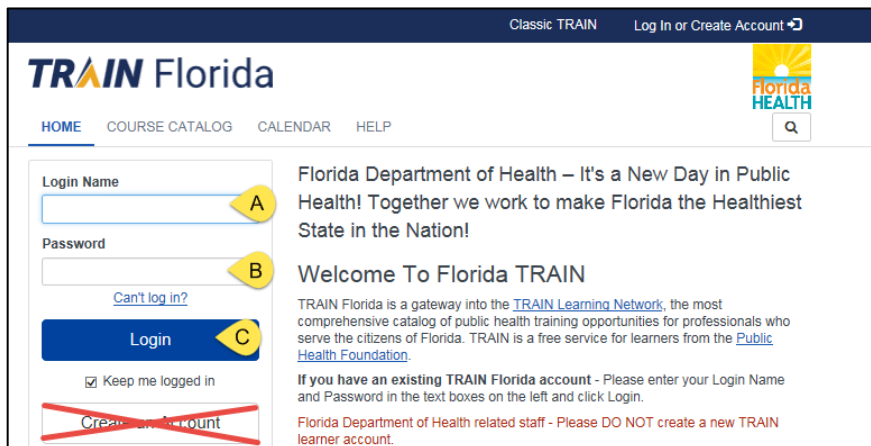 Classic TRAIN Log In or Create Account
TRAIN Florida
Florida
HEALTH
HOME COURSE CATALOG CALENDAR HELP
Login Name
A
Password
B
Can't log in?
Login
C
Keep me logged in
Create an Account
Florida Department of Health – It's a New Day in Public
Health! Together we work to make Florida the Healthiest
State in the Nation!
Welcome To Florida TRAIN
TRAIN Florida is a gateway into the TRAIN Learning Network, the most
comprehensive catalog of public health training opportunities for professionals who
serve the citizens of Florida. TRAIN is a free service for learners from the Public
Health Foundation.
If you have an existing TRAIN Florida account - Please enter your Login Name
and Password in the text boxes on the left and click Login.
Florida Department of Health related staff - Please DO NOT create a new TRAIN
learner account.